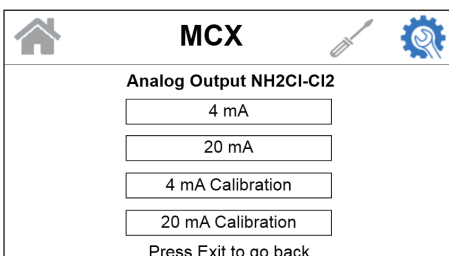 MCX
Analog Output NH2Cl-Cl2
4 mA
20 mA
4 mA Calibration
20 mA Calibration
Press Exit to go back